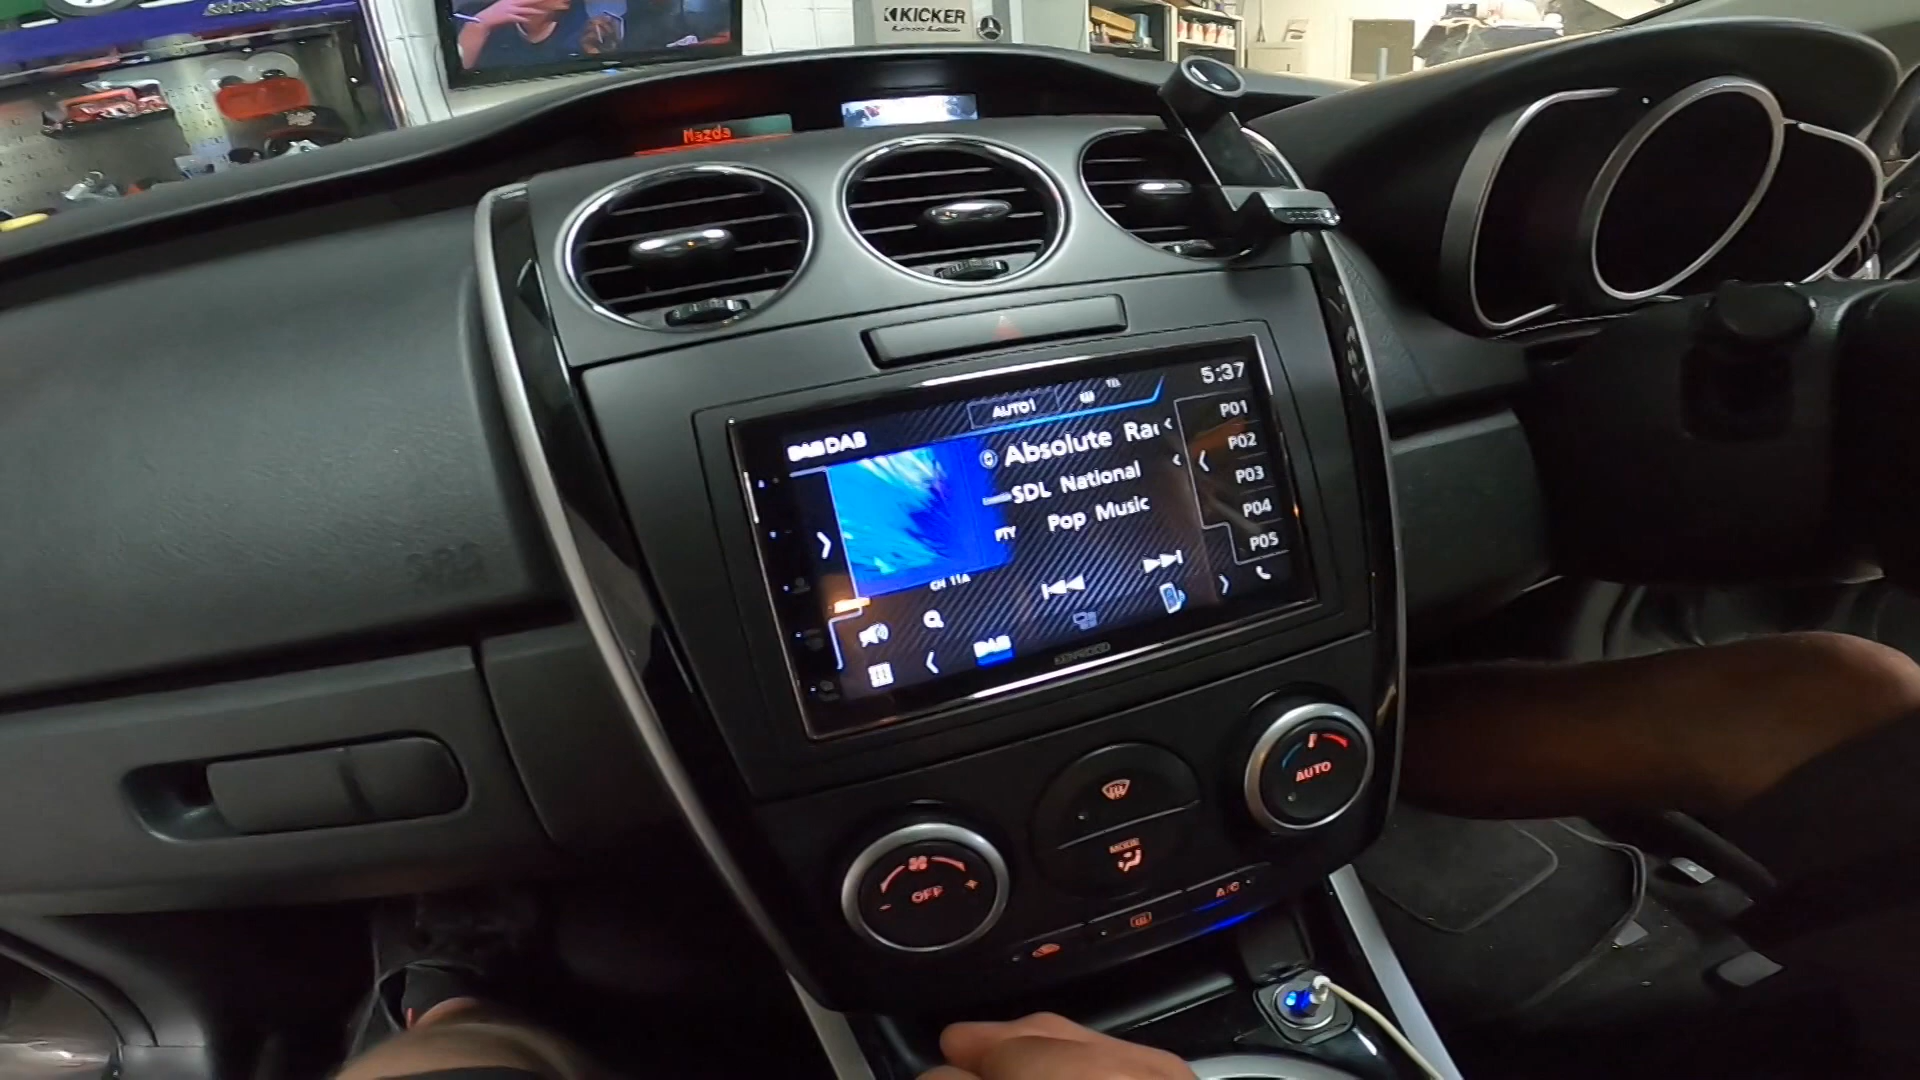 KICKER
Mazda
5:37
AUTO1
DAB
Absolute Ra
SDL National
PTY Pop Music
CH 11A
P01
P02
P03
P04
P05
DAB
KENWOOD
AUTO
MODE
OFF
- +
A/C